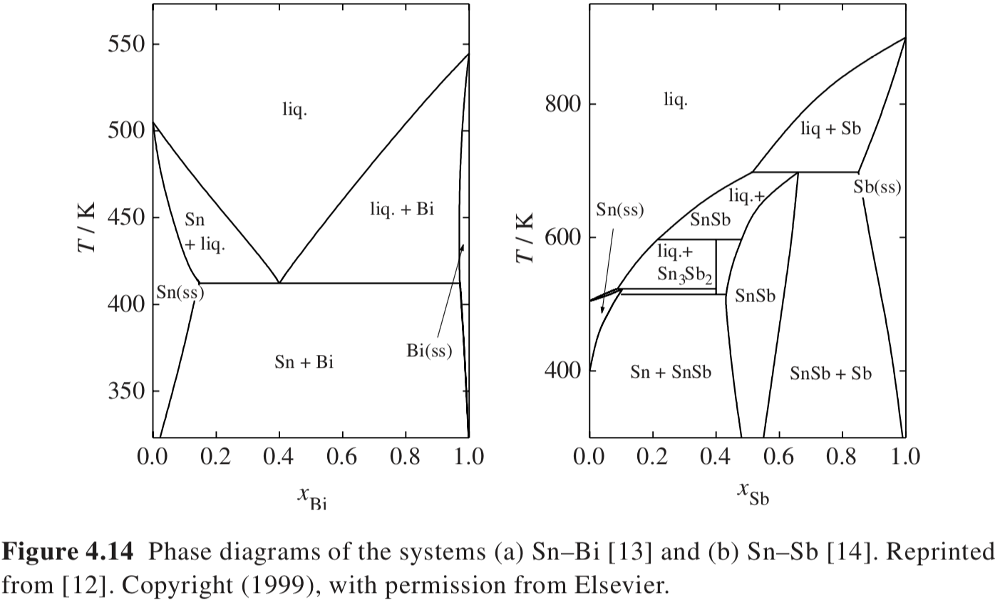 550
500
450
400
350
T / K
liq.
Sn
+ liq.
liq. + Bi
Sn(ss)
Sn + Bi
Bi(ss)
0.0 0.2 0.4 0.6 0.8 1.0
xBi
800
600
400
T / K
liq.
liq + Sb
Sb(ss)
liq.+
SnSb
Sn(ss)
liq.+
Sn3Sb2
SnSb
Sn + SnSb
SnSb + Sb
0.0 0.2 0.4 0.6 0.8 1.0
xSb
Figure 4.14 Phase diagrams of the systems (a) Sn–Bi [13] and (b) Sn–Sb [14]. Reprinted
from [12]. Copyright (1999), with permission from Elsevier.